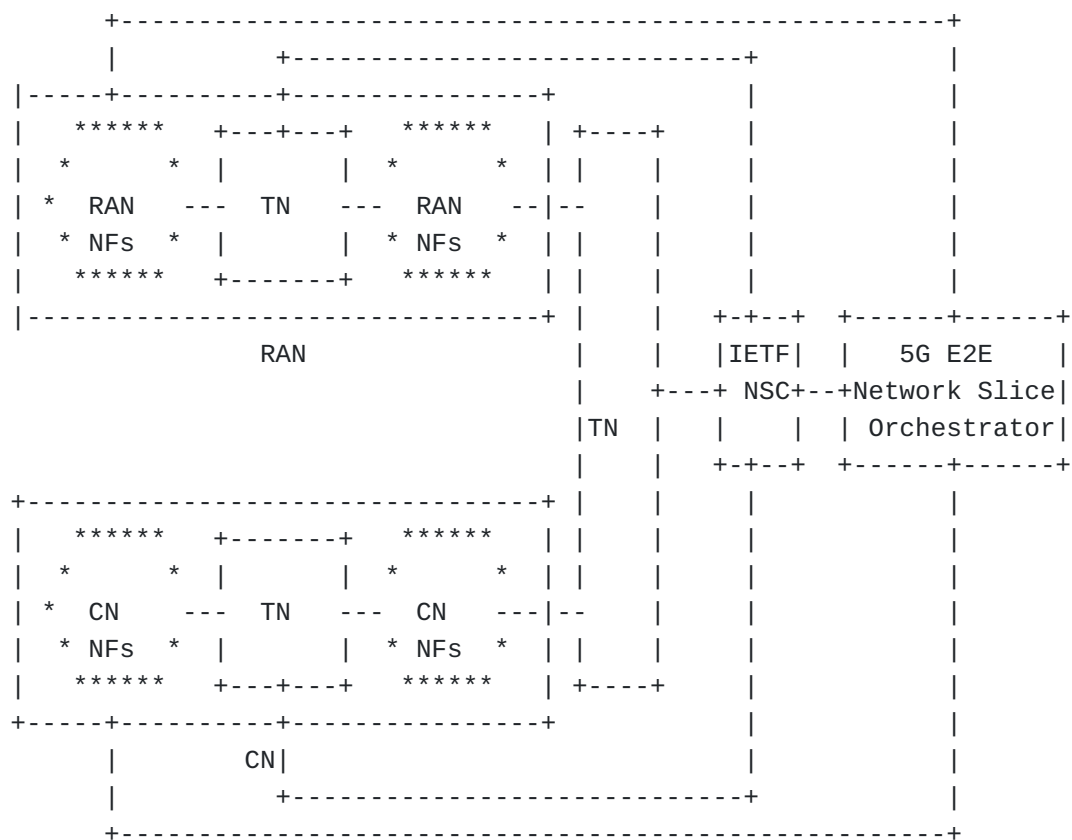 +------------------------------------------------------+
|          +------------------------------+            |
|-----+----------+----------------+            |            |
|   ******   +---+---+   ******   | +----+     |            |
|  *      *  |       |  *      *  | |    |     |            |
| *  RAN   ---  TN   ---  RAN   --|--    |     |            |
|  * NFs  *  |       |  * NFs  *  | |    |     |            |
|   ******   +-------+   ******   | |    |     |            |
|---------------------------------+ |    |   +-+--+  +------+------+
RAN                 |    |   |IETF|  |   5G E2E    |
|    +---+ NSC+--+Network Slice|
|TN  |   |    |  | Orchestrator|
|    |   +-+--+  +------+------+
+---------------------------------+ |    |     |            |
|   ******   +-------+   ******   | |    |     |            |
|  *      *  |       |  *      *  | |    |     |            |
| *  CN    ---  TN   ---  CN   ---|--    |     |            |
|  * NFs  *  |       |  * NFs  *  | |    |     |            |
|   ******   +---+---+   ******   | +----+     |            |
+-----+----------+----------------+            |            |
|        CN|                              |            |
|          +------------------------------+            |
+------------------------------------------------------+